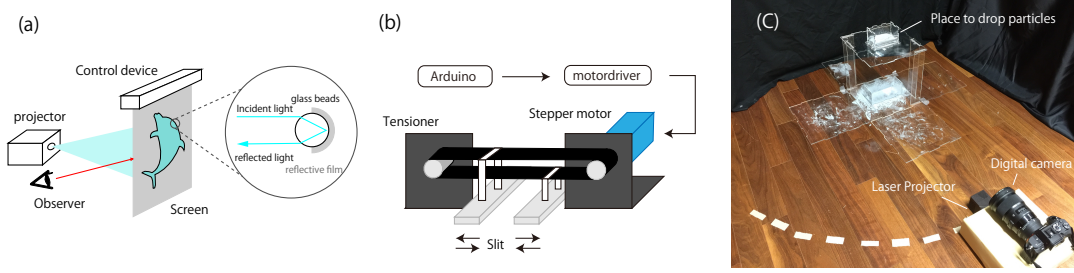 (a)
Control device
projector
glass beads
Incident light
reflected light
reflective film
Observer
Screen
(b)
Arduino
motordriver
Stepper motor
Tensioner
Slit
(C)
Place to drop particles
Digital camera
Laser Projector